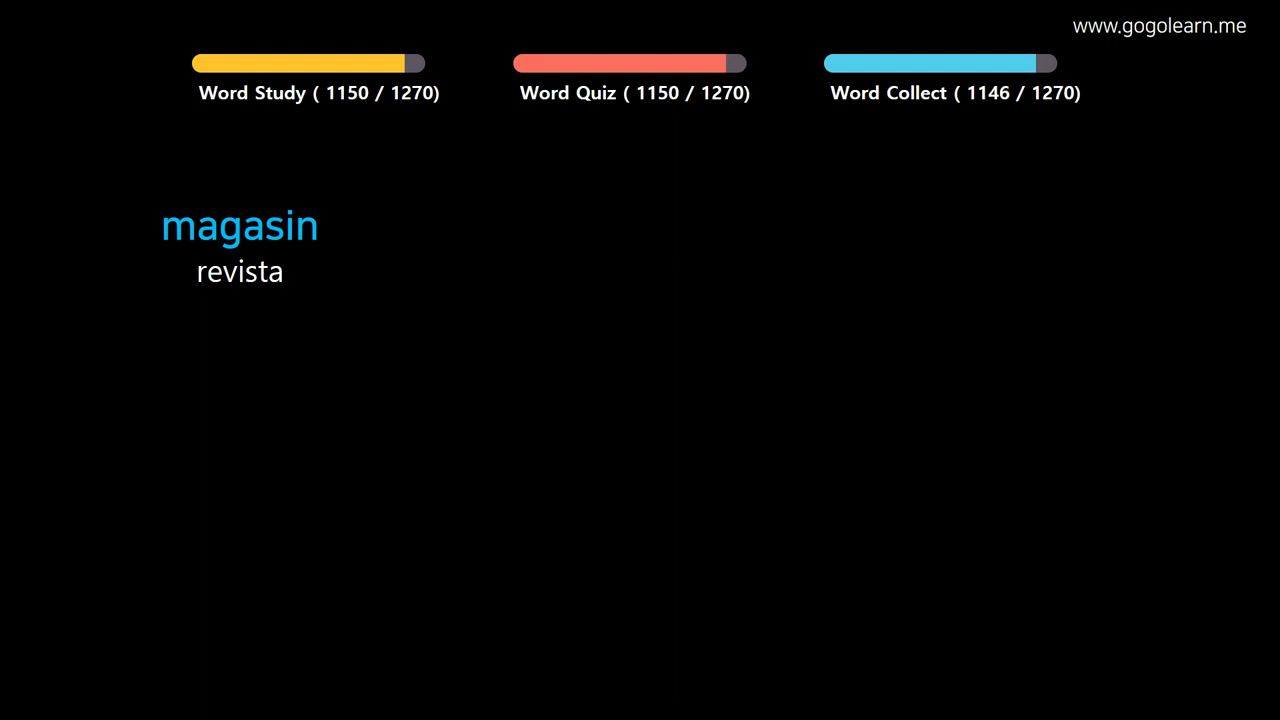 www.gogolearn.me
Word Study ( 1150 / 1270)
Word Quiz ( 1150 / 1270)
Word Collect ( 1146 / 1270)
magasin
revista